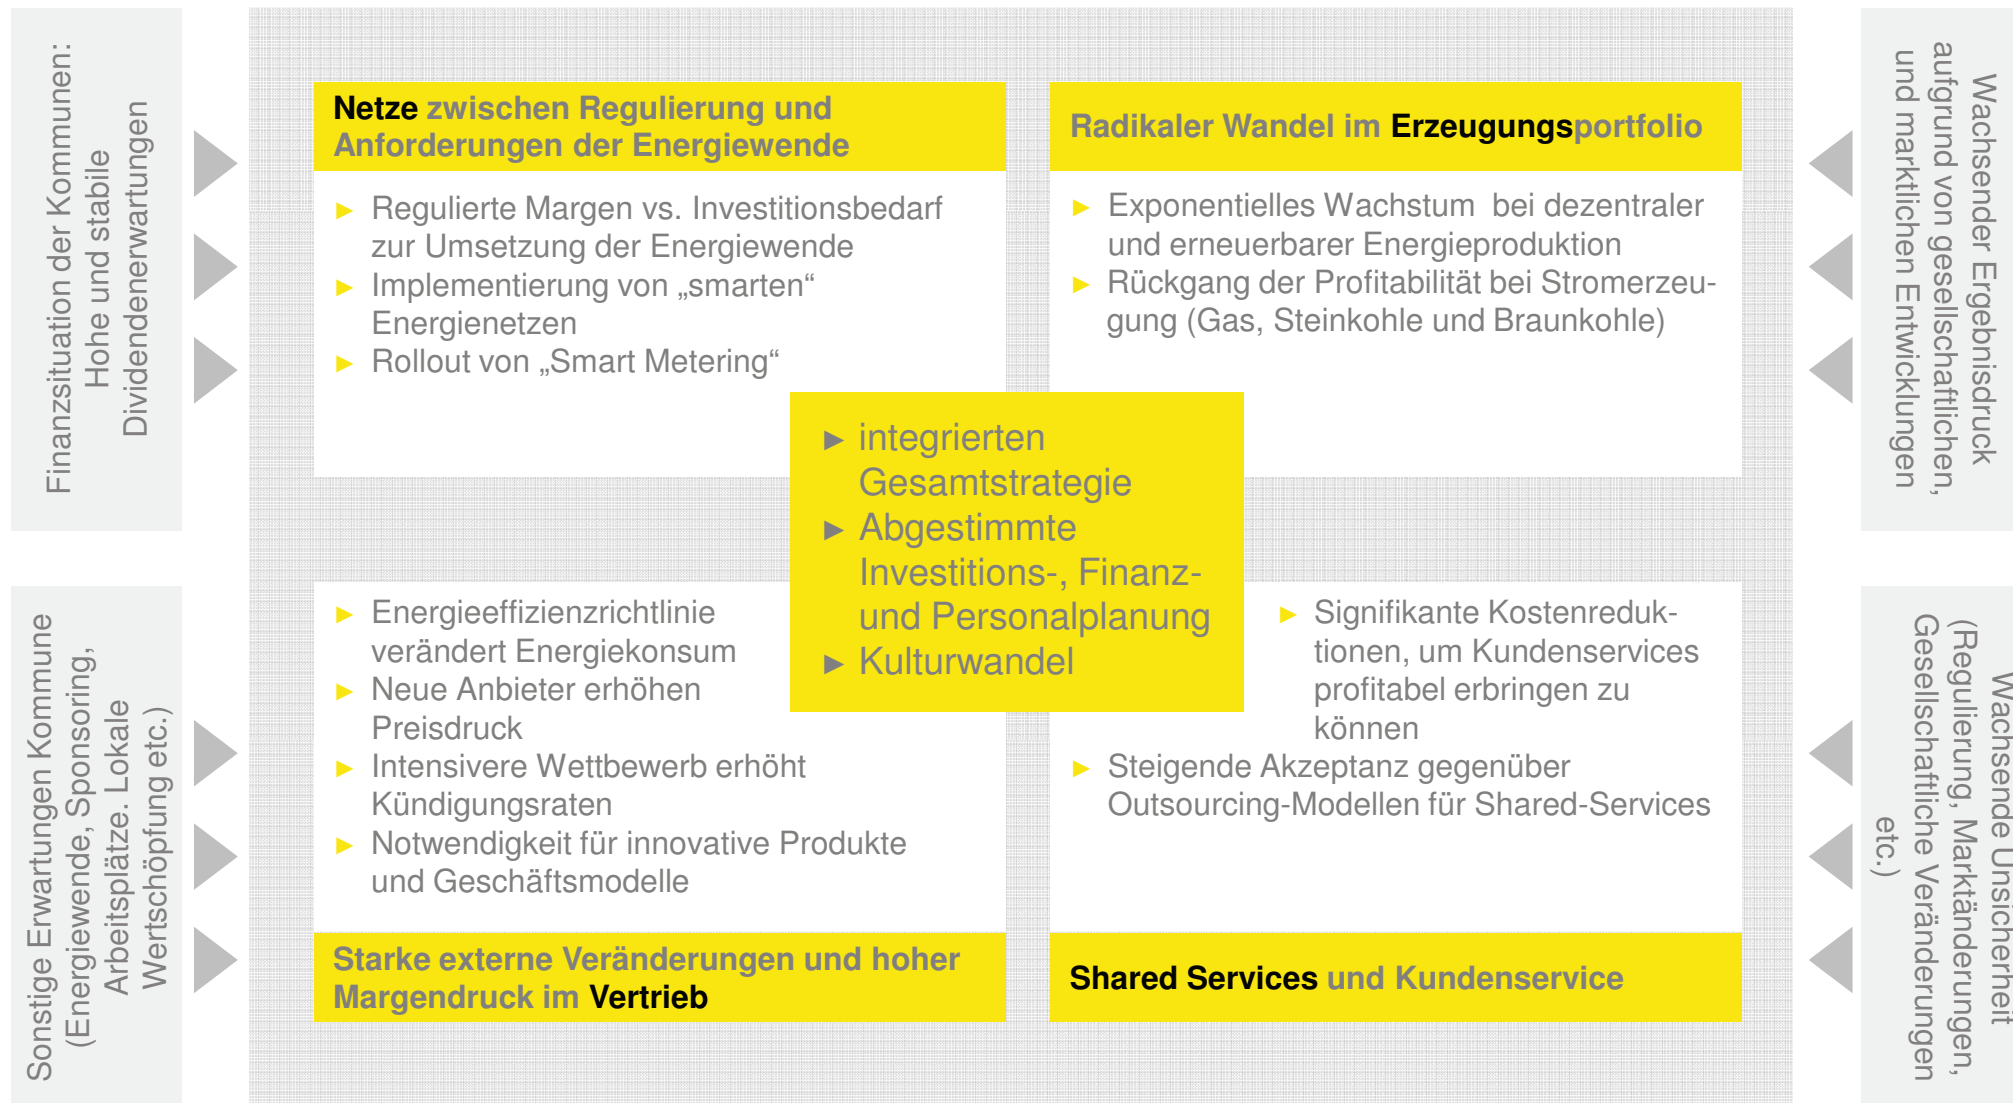 Finanzsituation der Kommunen:
Hohe und stabile
Dividendenerwartungen
Netze zwischen Regulierung und
Anforderungen der Energiewende
► Regulierte Margen vs. Investitionsbedarf
zur Umsetzung der Energiewende
► Implementierung von „smarten“
Energienetzen
► Rollout von „Smart Metering“
Radikaler Wandel im Erzeugungsportfolio
► Exponentielles Wachstum bei dezentraler
und erneuerbarer Energieproduktion
► Rückgang der Profitabilität bei Stromerzeu-
gung (Gas, Steinkohle und Braunkohle)
Wachsender Ergebnisdruck
aufgrund von gesellschaftlichen,
und marktlichen Entwicklungen
► integrierten
Gesamtstrategie
► Abgestimmte
Investitions-, Finanz-
und Personalplanung
► Kulturwandel
Sonstige Erwartungen Kommune
(Energiewende, Sponsoring,
Arbeitsplätze. Lokale
Wertschöpfung etc.)
► Energieeffizienzrichtlinie
verändert Energiekonsum
► Neue Anbieter erhöhen
Preisdruck
► Intensivere Wettbewerb erhöht
Kündigungsraten
► Notwendigkeit für innovative Produkte
und Geschäftsmodelle
Starke externe Veränderungen und hoher
Margendruck im Vertrieb
► Signifikante Kostenreduk-
tionen, um Kundenservices
profitabel erbringen zu
können
► Steigende Akzeptanz gegenüber
Outsourcing-Modellen für Shared-Services
Shared Services und Kundenservice
Wachsende Unsicherheit
(Regulierung, Marktänderungen,
Gesellschaftliche Veränderungen
etc.)